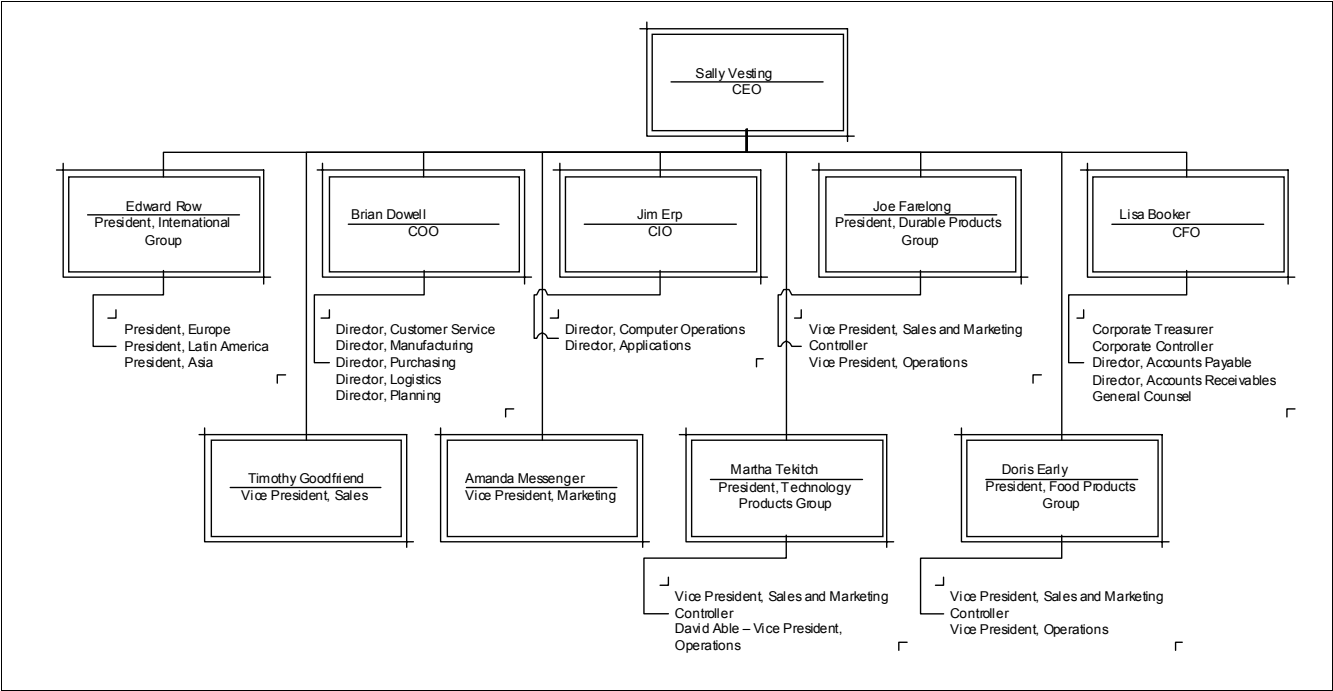 Sally Vesting
CEO
Edward Row
President, International
Group
Brian Dowell
COO
Jim Erp
CIO
Joe Farelong
President, Durable Products
Group
Lisa Booker
CFO
President, Europe
President, Latin America
President, Asia
Director, Customer Service
Director, Manufacturing
Director, Purchasing
Director, Logistics
Director, Planning
Director, Computer Operations
Director, Applications
Vice President, Sales and Marketing
Controller
Vice President, Operations
Corporate Treasurer
Corporate Controller
Director, Accounts Payable
Director, Accounts Receivables
General Counsel
Timothy Goodfriend
Vice President, Sales
Amanda Messenger
Vice President, Marketing
Martha Tekitch
President, Technology
Products Group
Doris Early
President, Food Products
Group
Vice President, Sales and Marketing
Controller
David Able – Vice President,
Operations
Vice President, Sales and Marketing
Controller
Vice President, Operations